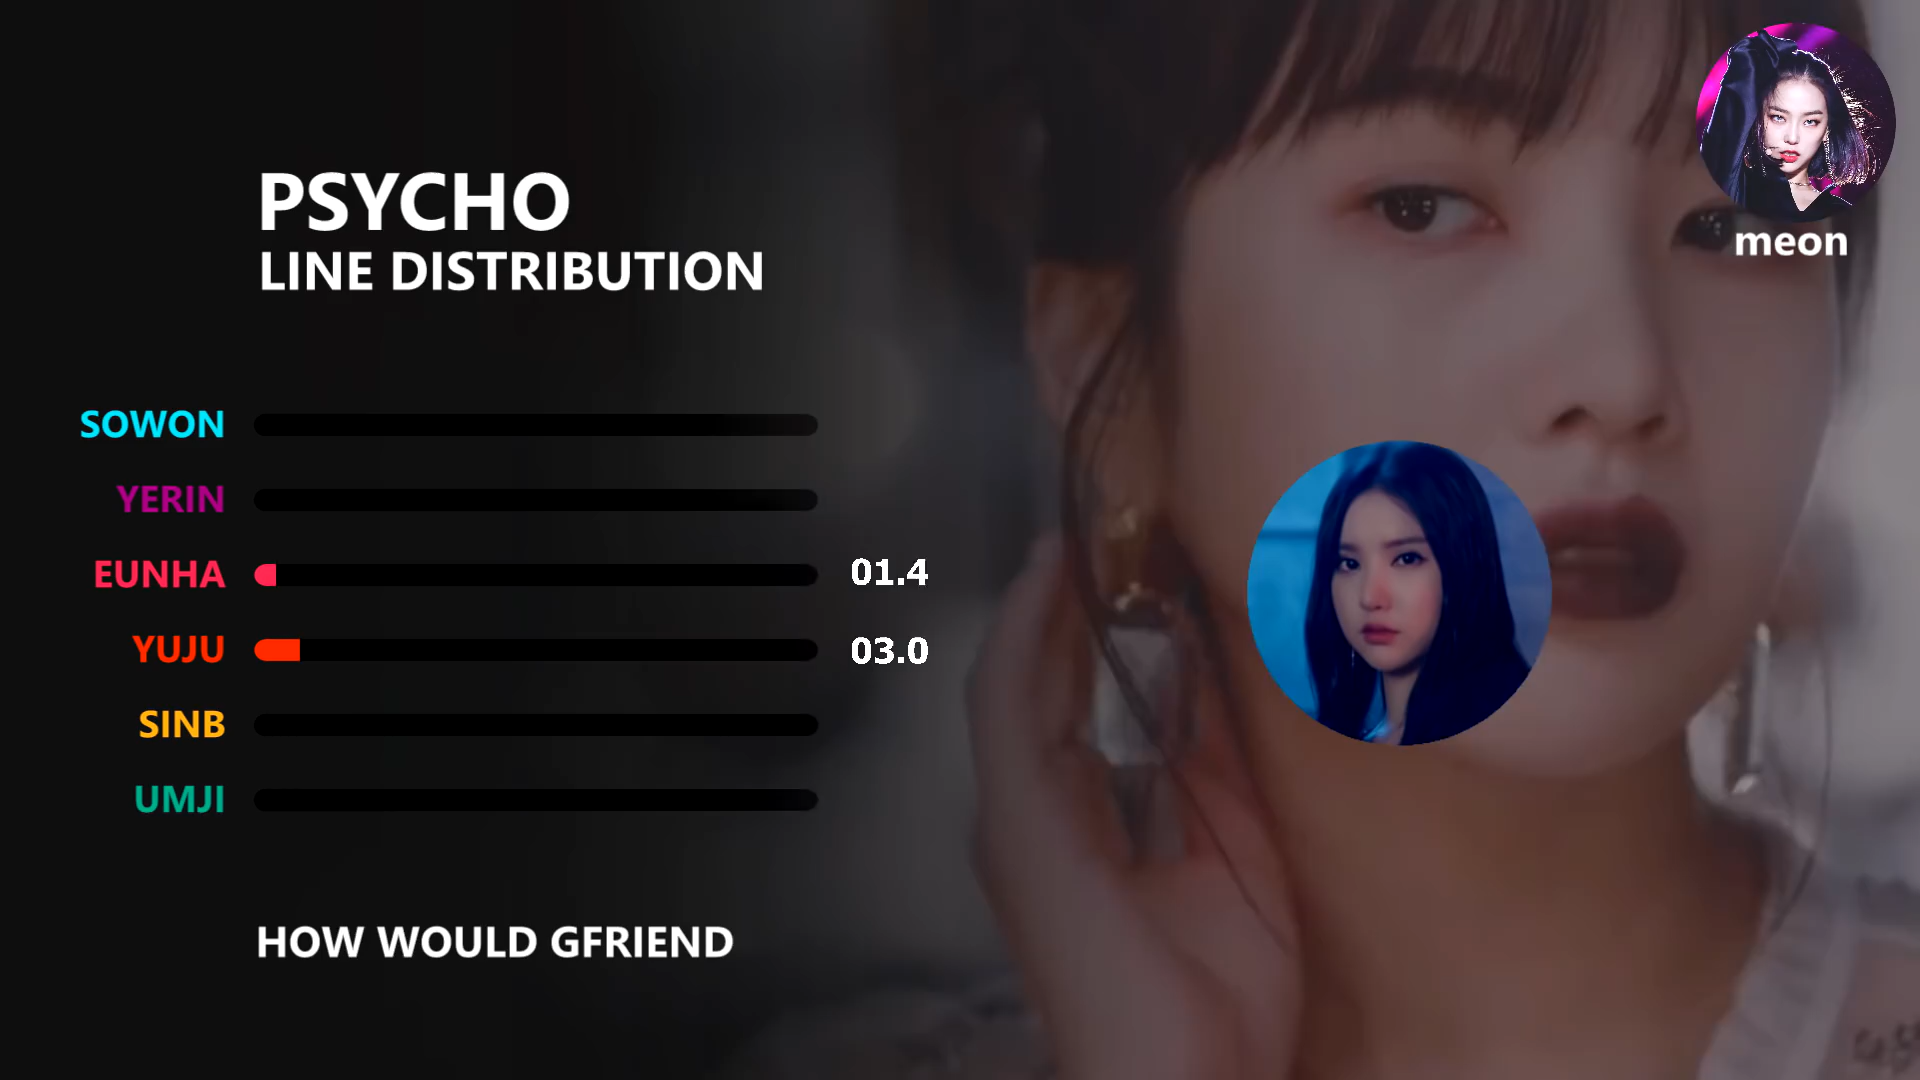 meon
PSYCHO
LINE DISTRIBUTION
SOWON
YERIN
EUNHA 01.4
YUJU 03.0
SINB
UMJI
HOW WOULD GFRIEND